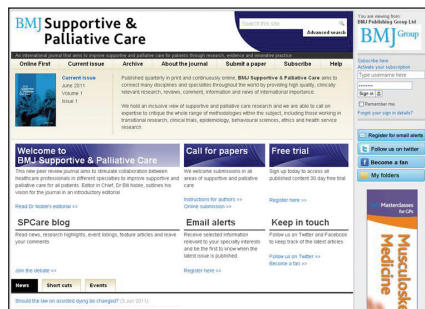 BMJ Supportive &
Palliative Care
Search this site
Advanced search
An international journal that aims to improve supportive and palliative care for patients through research, evidence and innovative practice
Online First Current issue Archive About the journal Submit a paper Subscribe Help
Current Issue
June 2011
Volume 1
Issue 1
Published quarterly in print and continuously online, BMJ Supportive & Palliative Care aims to
connect many disciplines and specialties throughout the world by providing high quality, clinically
relevant research, reviews, comment, information and news of international importance.
We hold an inclusive view of supportive and palliative care research and we are able to call on
expertise to critique the whole range of methodologies within the subject, including those working in
translational research, clinical trials, epidemiology, behavioural sciences, ethics and health service
research.
Welcome to
BMJ Supportive & Palliative Care
This new peer review journal aims to stimulate collaboration between
healthcare professionals in different specialties to improve supportive and
palliative care for all patients. Editor in Chief, Dr Bill Noble, outlines his
vision for the journal in an introductory editorial
Read Dr Noble's editorial >>
Call for papers
We welcome submissions in all
areas of supportive and palliative
care
Instructions for authors >>
Online submission >>
Free trial
Sign up today to access all
published content 30 day free trial
Register here >>
SPCare blog
Read news, research highlights, event listings, feature articles and leave
your comments
Join the debate >>
Email alerts
Receive selected information
relevant to your specialty interests
and be the first to know when the
latest issue is published.
Register here >>
Keep in touch
Follow us on Twitter and Facebook
to keep track of the latest articles.
Follow us on Twitter >>
Become a fan >>
News Short cuts Events
Should the law on assisted dying be changed? (3 Jun 2011)
You are viewing from:
BMJ Publishing Group Ltd
BMJ Group
Subscribe here
Activate your subscription
Type username here
Sign in
Remember me
Forgot your sign in details?
Register for email alerts
Follow us on twitter
Become a fan
My folders
Masterclasses
for GPs
Musculoske
Medicine